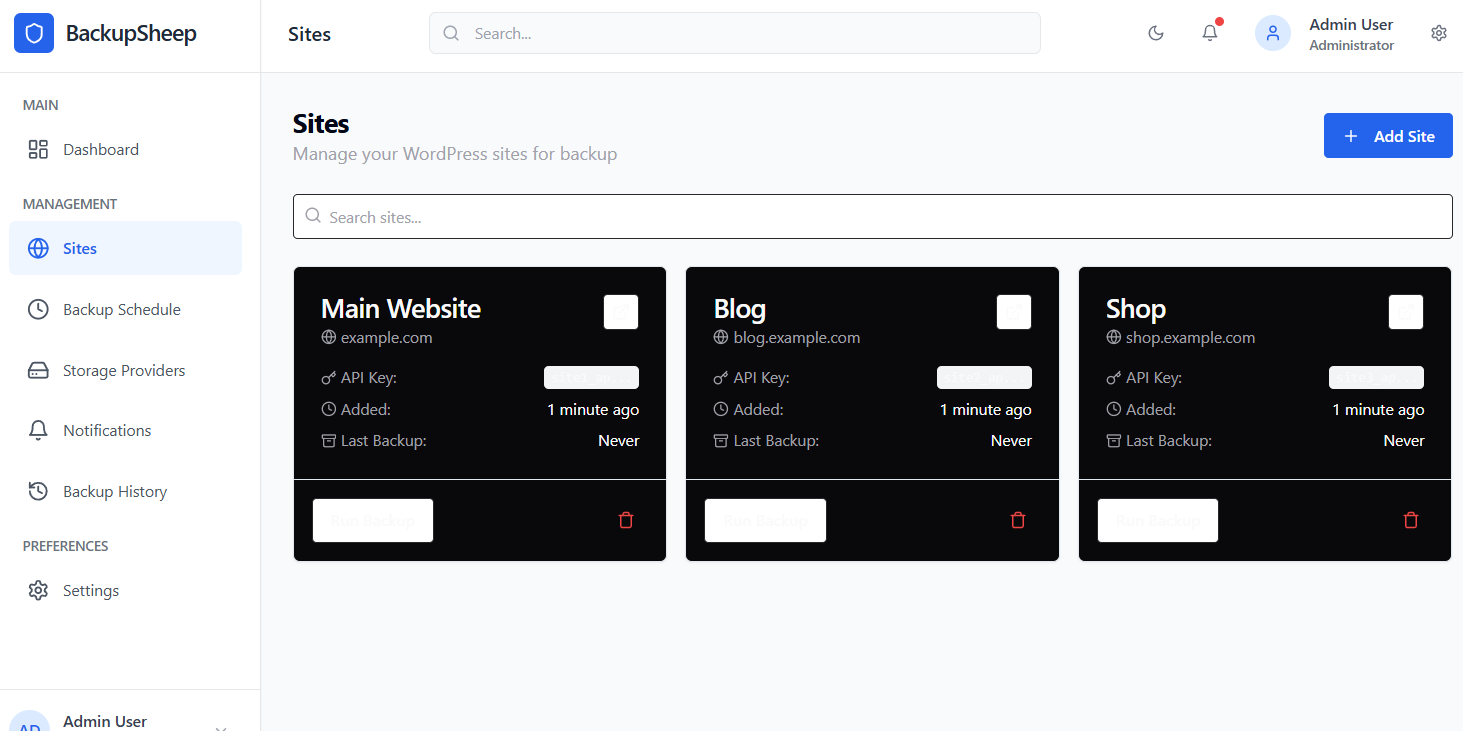 BackupSheep
Sites
Search...
Admin User
Administrator
MAIN
Dashboard
MANAGEMENT
Sites
Backup Schedule
Storage Providers
Notifications
Backup History
PREFERENCES
Settings
AD
Admin User
Sites
Manage your WordPress sites for backup
Add Site
Search sites...
Main Website
example.com
API Key:
Added:
1 minute ago
Last Backup:
Never
Run Backup
Blog
blog.example.com
API Key:
Added:
1 minute ago
Last Backup:
Never
Run Backup
Shop
shop.example.com
API Key:
Added:
1 minute ago
Last Backup:
Never
Run Backup